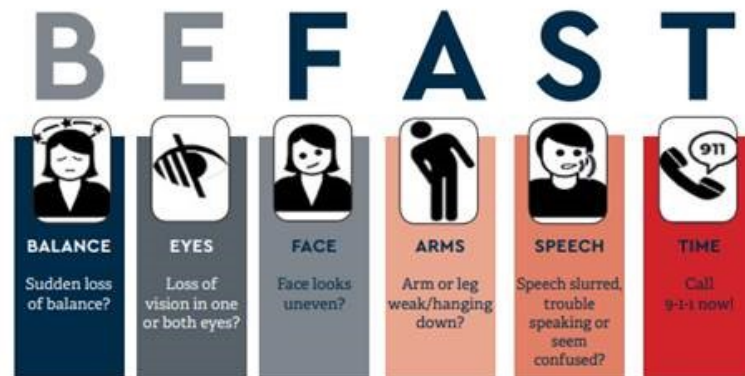 BEFAST
911
BALANCE
Sudden loss
of balance?
EYES
Loss of
vision in one
or both eyes?
FACE
Face looks
uneven?
ARMS
Arm or leg
weak/hanging
down?
SPEECH
Speech slurred,
trouble
speaking or
seem
confused?
TIME
Call
9-1-1 now!